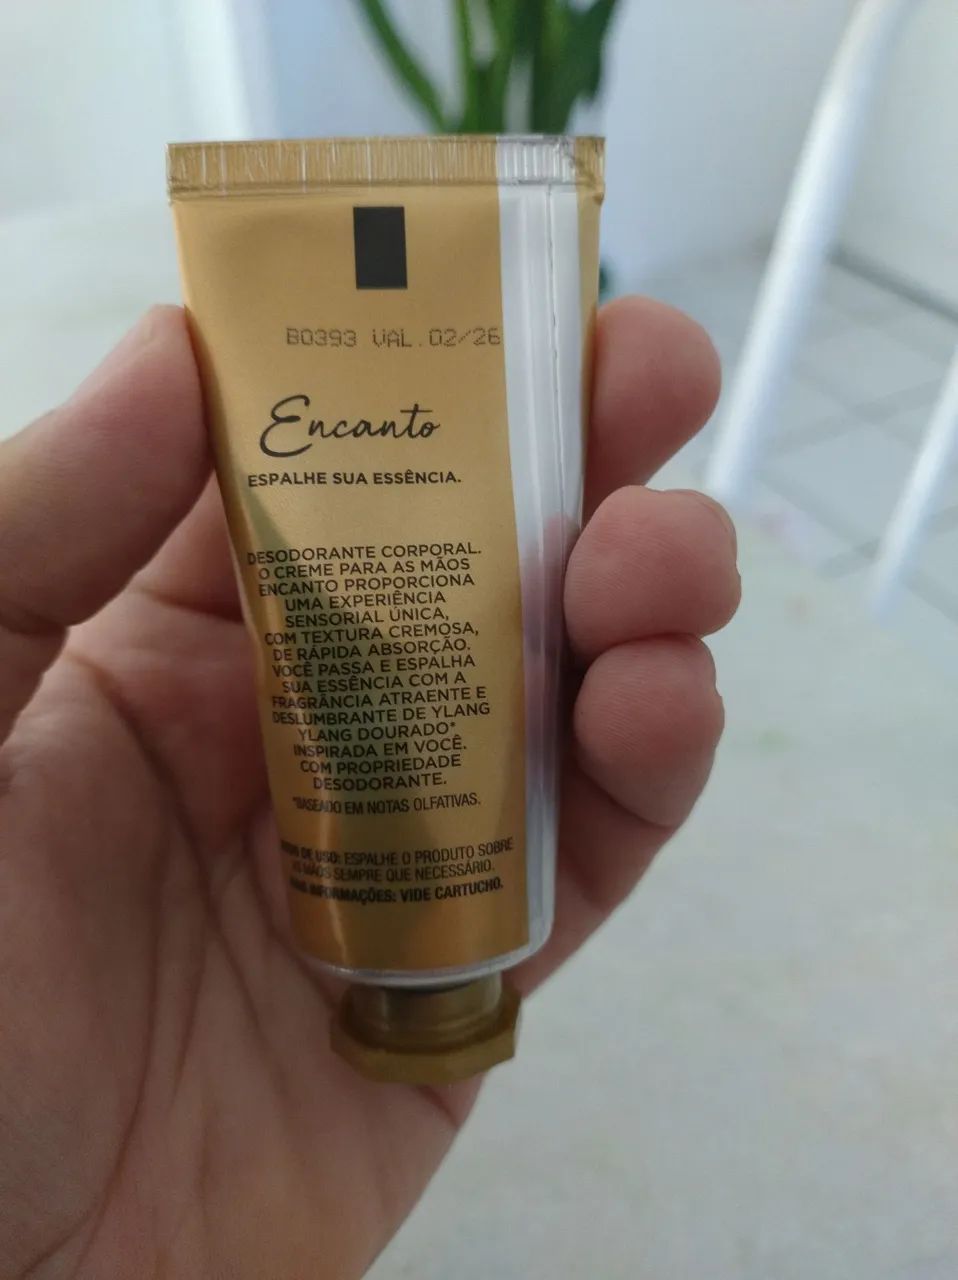 B0393 VAL.02/26
Encanto
ESPALHE SUA ESSÊNCIA.
DESODORANTE CORPORAL.
O CREME PARA AS MÃOS
ENCANTO PROPORCIONA
UMA EXPERIÊNCIA
SENSORIAL ÚNICA,
COM TEXTURA CREMOSA,
DE RÁPIDA ABSORÇÃO.
VOCÊ PASSA E ESPALHA
SUA ESSÊNCIA COM A
FRAGRÂNCIA ATRAENTE E
DESLUMBRANTE DE YLANG
YLANG DOURADO*
INSPIRADA EM VOCÊ.
COM PROPRIEDADE
DESODORANTE.
*BASEADO EM NOTAS OLFATIVAS.
MODO DE USO: ESPALHE O PRODUTO SOBRE
AS MÃOS SEMPRE QUE NECESSÁRIO.
MAIS INFORMAÇÕES: VIDE CARTUCHO.